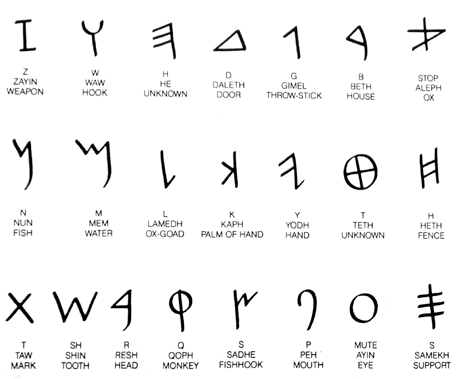 𐤀 𐤁 𐤂 𐤃 𐤄 𐤅 𐤆
Z W H D G B STOP
ZAYIN WAW HE DALETH GIMEL BETH ALEPH
WEAPON HOOK UNKNOWN DOOR THROW-STICK HOUSE OX
𐤇 𐤈 𐤉 𐤊 𐤋 𐤌 𐤍
N M L K Y T H
NUN MEM LAMEDH KAPH YODH TETH HETH
FISH WATER OX-GOAD PALM OF HAND HAND UNKNOWN FENCE
𐤎 𐤏 𐤐 𐤑 𐤒 𐤓 𐤔 𐤕
T SH R Q S P MUTE S
TAW SHIN RESH QOPH SADHE PEH AYIN SAMEKH
MARK TOOTH HEAD MONKEY FISHHOOK MOUTH EYE SUPPORT